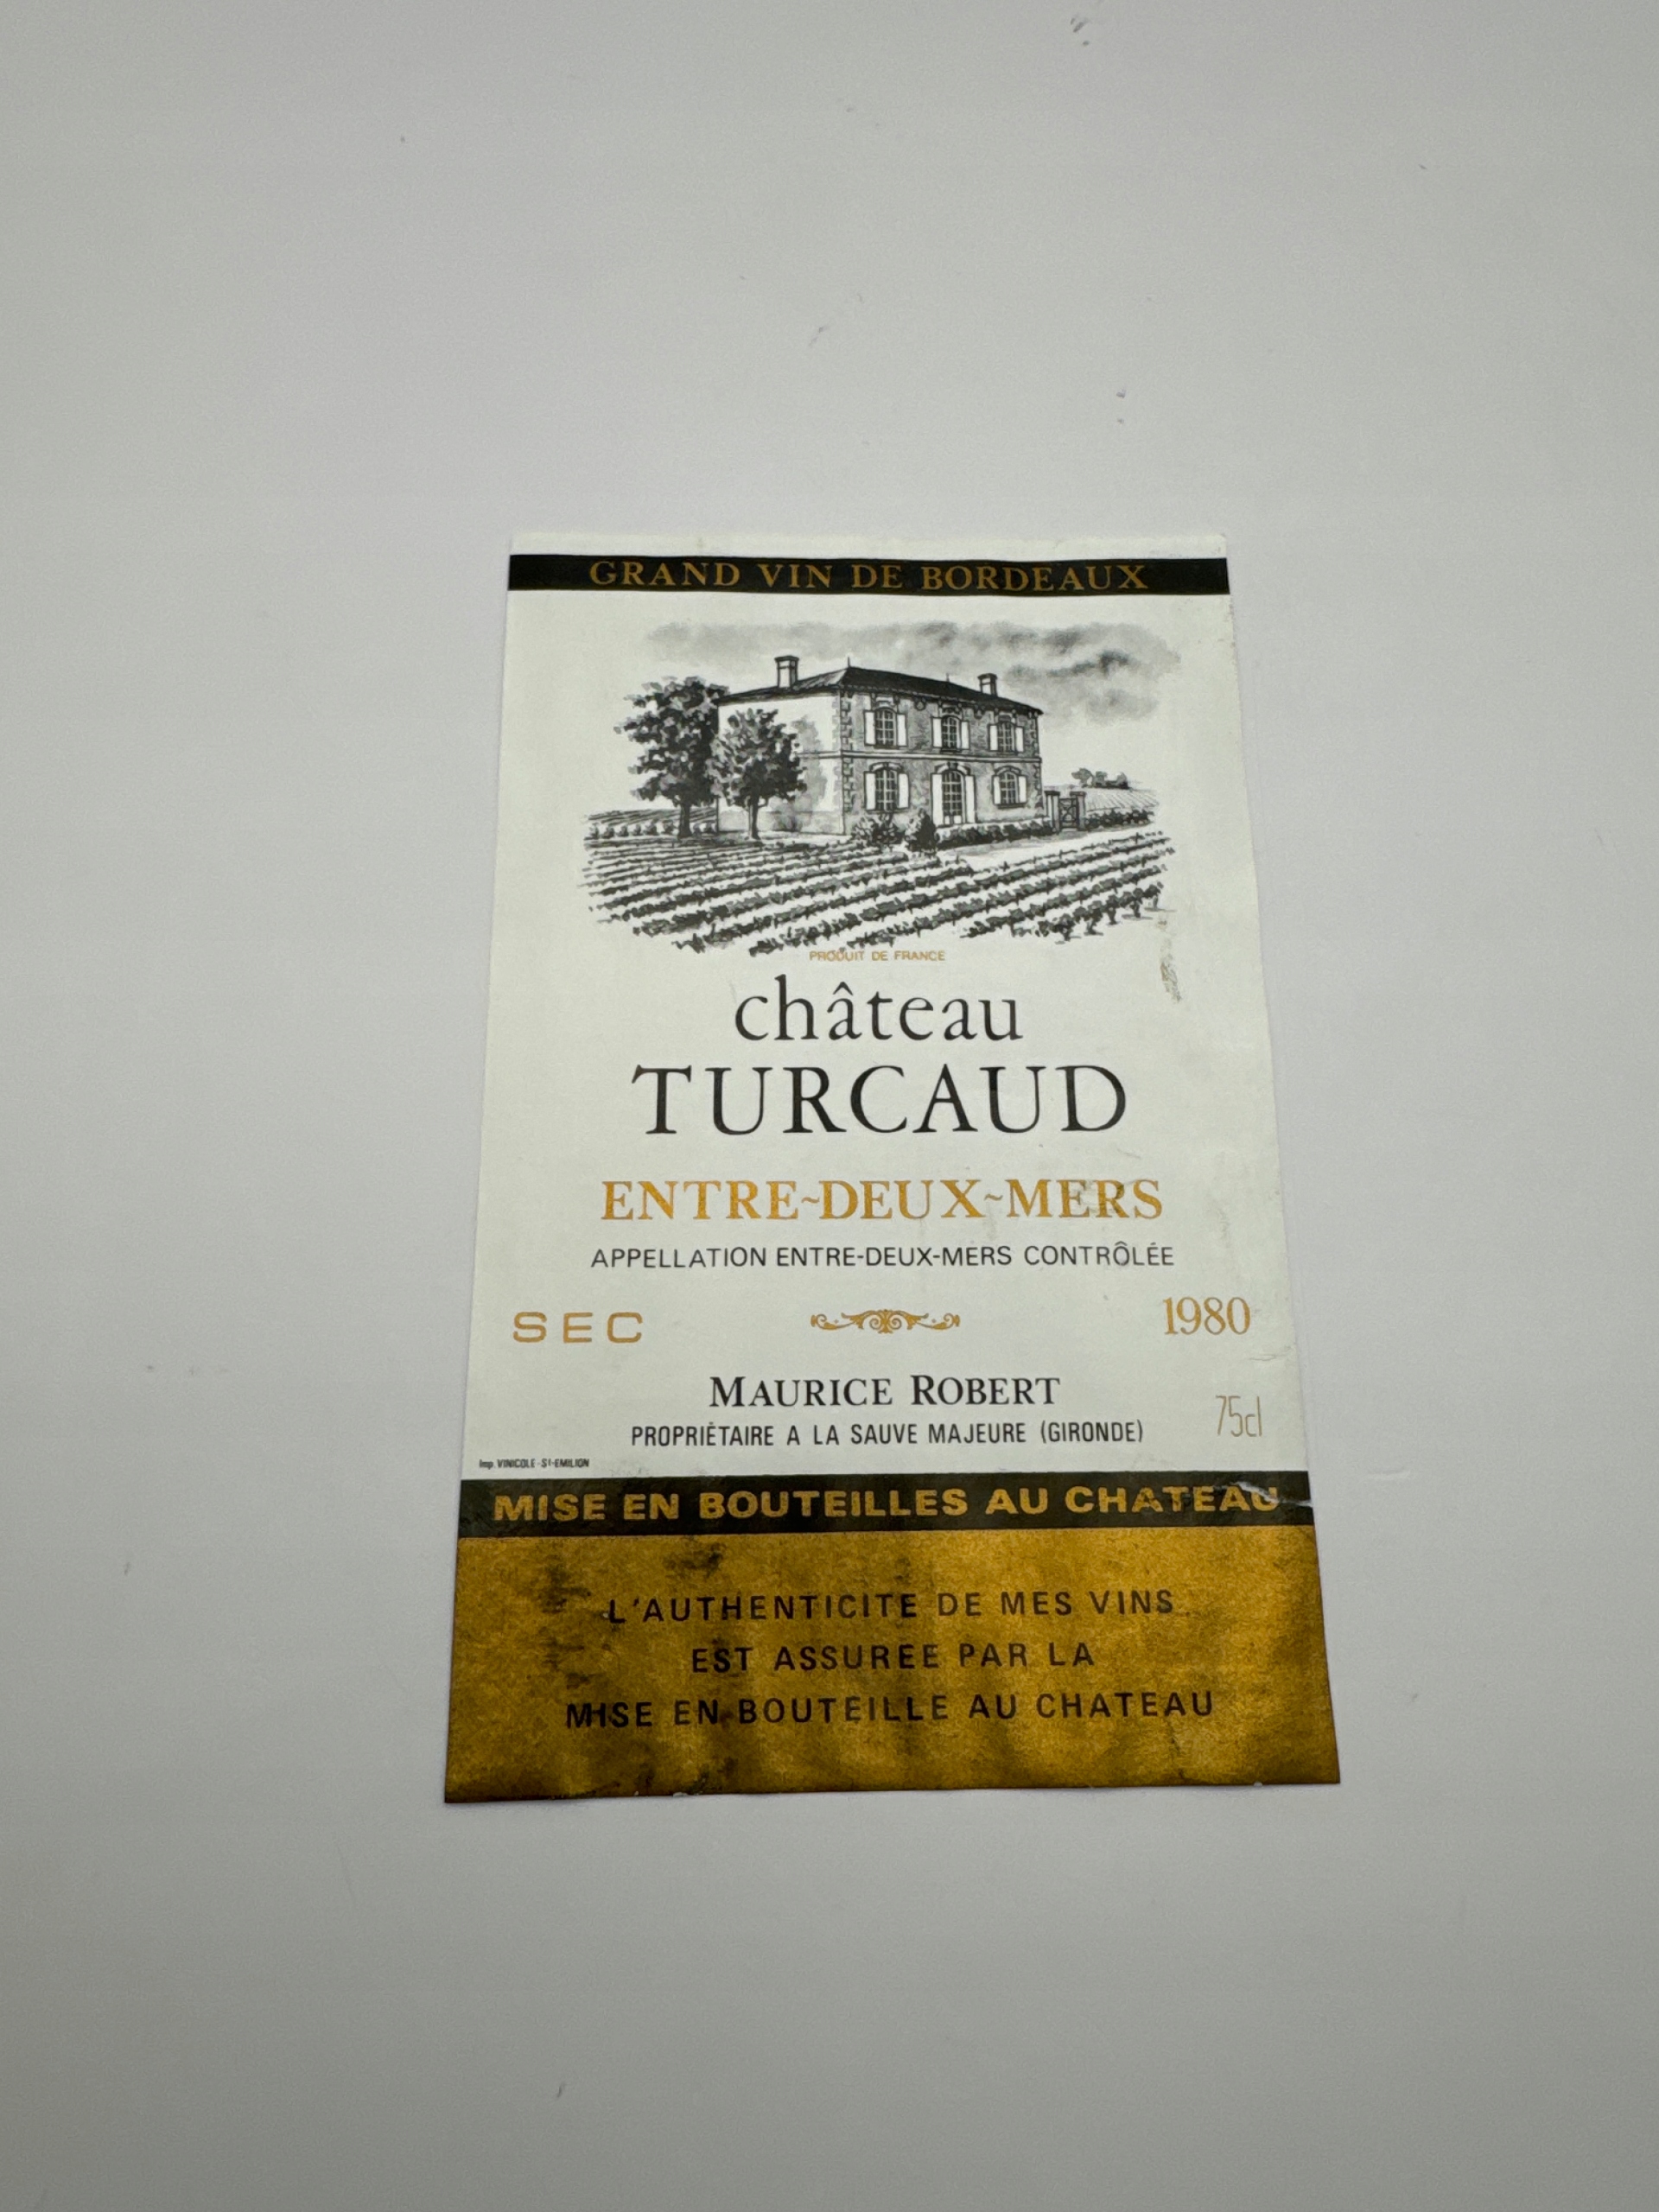 GRAND VIN DE BORDEAUX
PRODUIT DE FRANCE
château
TURCAUD
ENTRE~DEUX~MERS
APPELLATION ENTRE-DEUX-MERS CONTRÔLÉE
SEC 1980
MAURICE ROBERT
75cl
PROPRIÉTAIRE A LA SAUVE MAJEURE (GIRONDE)
Imp. VINICOLE - St-EMILION
MISE EN BOUTEILLES AU CHATEAU
L'AUTHENTICITE DE MES VINS
EST ASSUREE PAR LA
MISE EN BOUTEILLE AU CHATEAU